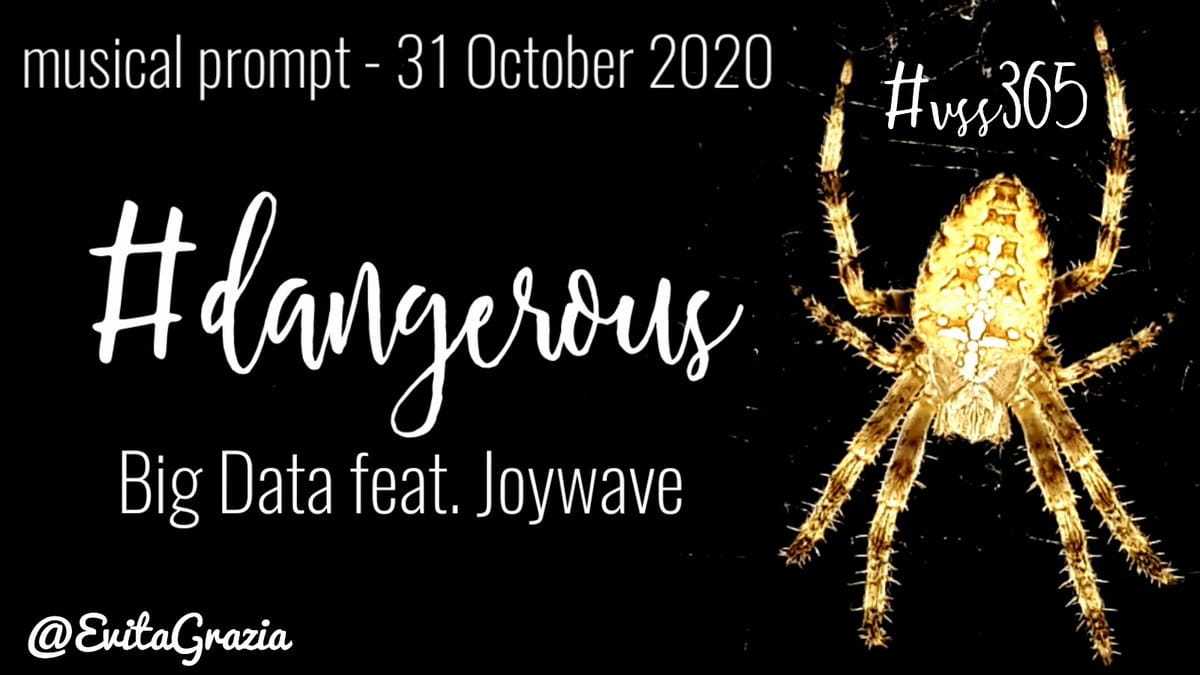 musical prompt - 31 October 2020
#vss365
#dangerous
Big Data feat. Joywave
@EvitaGrazia